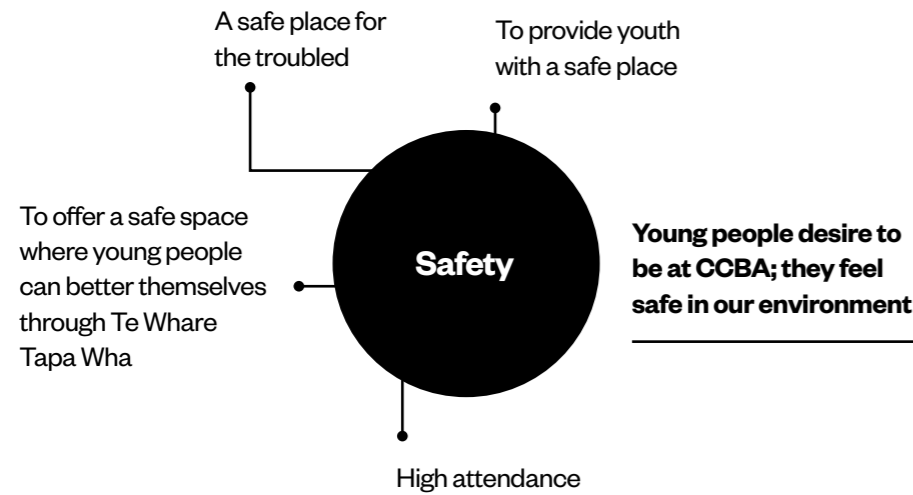 A safe place for
the troubled
To provide youth
with a safe place
To offer a safe space
where young people
can better themselves
through Te Whare
Tapa Wha
Safety
Young people desire to
be at CCBA; they feel
safe in our environment
High attendance